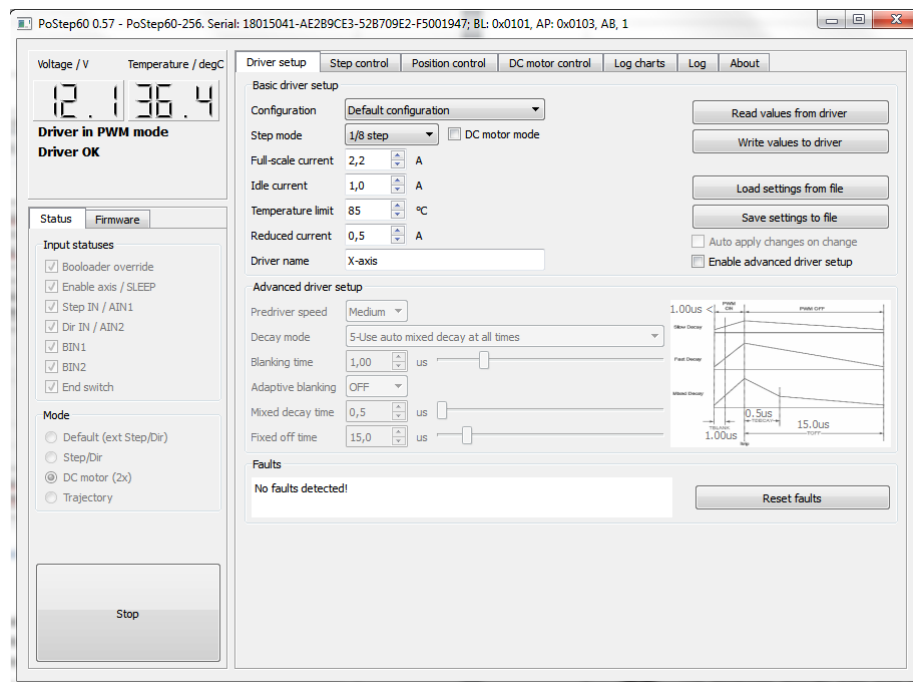 PoStep60 0.57 - PoStep60-256. Serial: 18015041-AE2B9CE3-52B709E2-F5001947; BL: 0x0101, AP: 0x0103, AB, 1
Voltage / V Temperature / degC
12.1 36.4
Driver in PWM mode
Driver OK
Status Firmware
Input statuses
Booloader override
Enable axis / SLEEP
Step IN / AIN1
Dir IN / AIN2
BIN1
BIN2
End switch
Mode
Default (ext Step/Dir)
Step/Dir
DC motor (2x)
Trajectory
Stop
Driver setup Step control Position control DC motor control Log charts Log About
Basic driver setup
Configuration Default configuration
Step mode 1/8 step DC motor mode
Full-scale current 2,2 A
Idle current 1,0 A
Temperature limit 85 ºC
Reduced current 0,5 A
Driver name X-axis
Read values from driver
Write values to driver
Load settings from file
Save settings to file
Auto apply changes on change
Enable advanced driver setup
Advanced driver setup
Predriver speed Medium
Decay mode 5-Use auto mixed decay at all times
Blanking time 1,00 us
Adaptive blanking OFF
Mixed decay time 0,5 us
Fixed off time 15,0 us
1.00us < PWM ON PWM OFF
Slow Decay
Fast Decay
Mixed Decay
0.5us
TBLANK TDECAY 15.0us
1.00us TOFF
Faults
No faults detected!
Reset faults